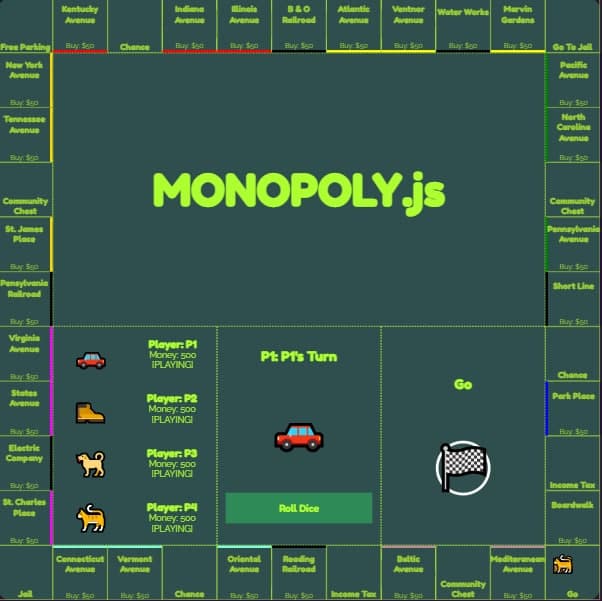 Free Parking
Kentucky
Avenue
Buy: $50
Chance
Indiana
Avenue
Buy: $50
Illinois
Avenue
Buy: $50
B & O
Railroad
Buy: $50
Atlantic
Avenue
Buy: $50
Ventnor
Avenue
Buy: $50
Water Works
Buy: $50
Marvin
Gardens
Buy: $50
Go To Jail
New York
Avenue
Buy: $50
Tennessee
Avenue
Buy: $50
Community
Chest
St. James
Place
Buy: $50
Pensylvania
Railroad
Buy: $50
Virginia
Avenue
Buy: $50
States
Avenue
Buy: $50
Electric
Company
Buy: $50
St. Charles
Place
Buy: $50
MONOPOLY.js
Player: P1
Money: 500
[PLAYING]
Player: P2
Money: 500
[PLAYING]
Player: P3
Money: 500
[PLAYING]
Player: P4
Money: 500
[PLAYING]
P1: P1's Turn
Roll Dice
Go
Pacific
Avenue
Buy: $50
North
Carolina
Avenue
Buy: $50
Community
Chest
Pennsylvania
Avenue
Buy: $50
Short Line
Buy: $50
Chance
Park Place
Buy: $50
Income Tax
Boardwalk
Buy: $50
Jail
Connecticut
Avenue
Buy: $50
Vermont
Avenue
Buy: $50
Chance
Oriental
Avenue
Buy: $50
Reading
Railroad
Buy: $50
Income Tax
Baltic
Avenue
Buy: $50
Community
Chest
Mediteranean
Avenue
Buy: $50
Go